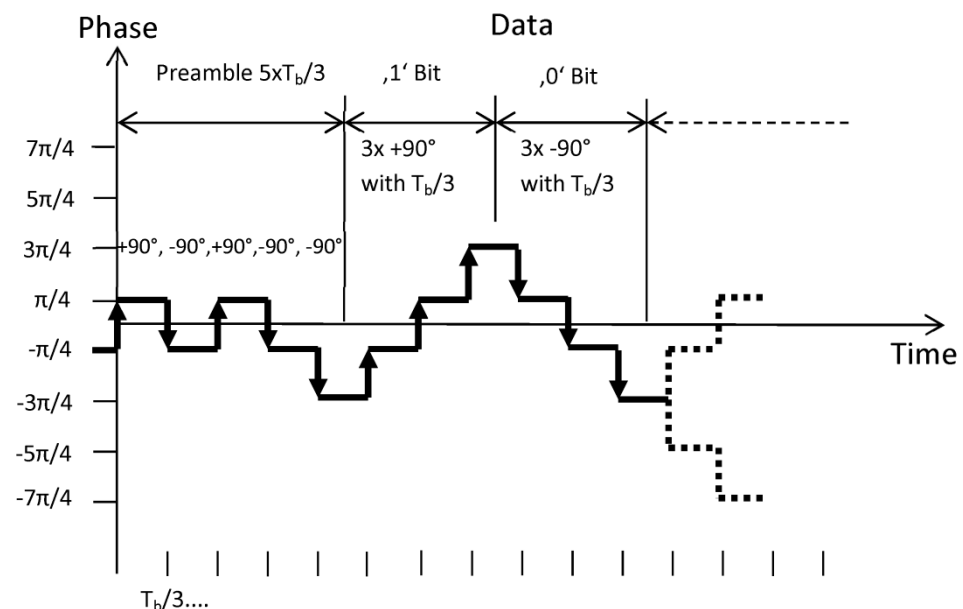 Phase
Data
Preamble 5xTb/3
‚1‘ Bit
‚0‘ Bit
3x +90°
with Tb/3
3x -90°
with Tb/3
7π/4
5π/4
3π/4
+90°, -90°,+90°,-90°, -90°
π/4
-π/4
Time
-3π/4
-5π/4
-7π/4
Tb/3....